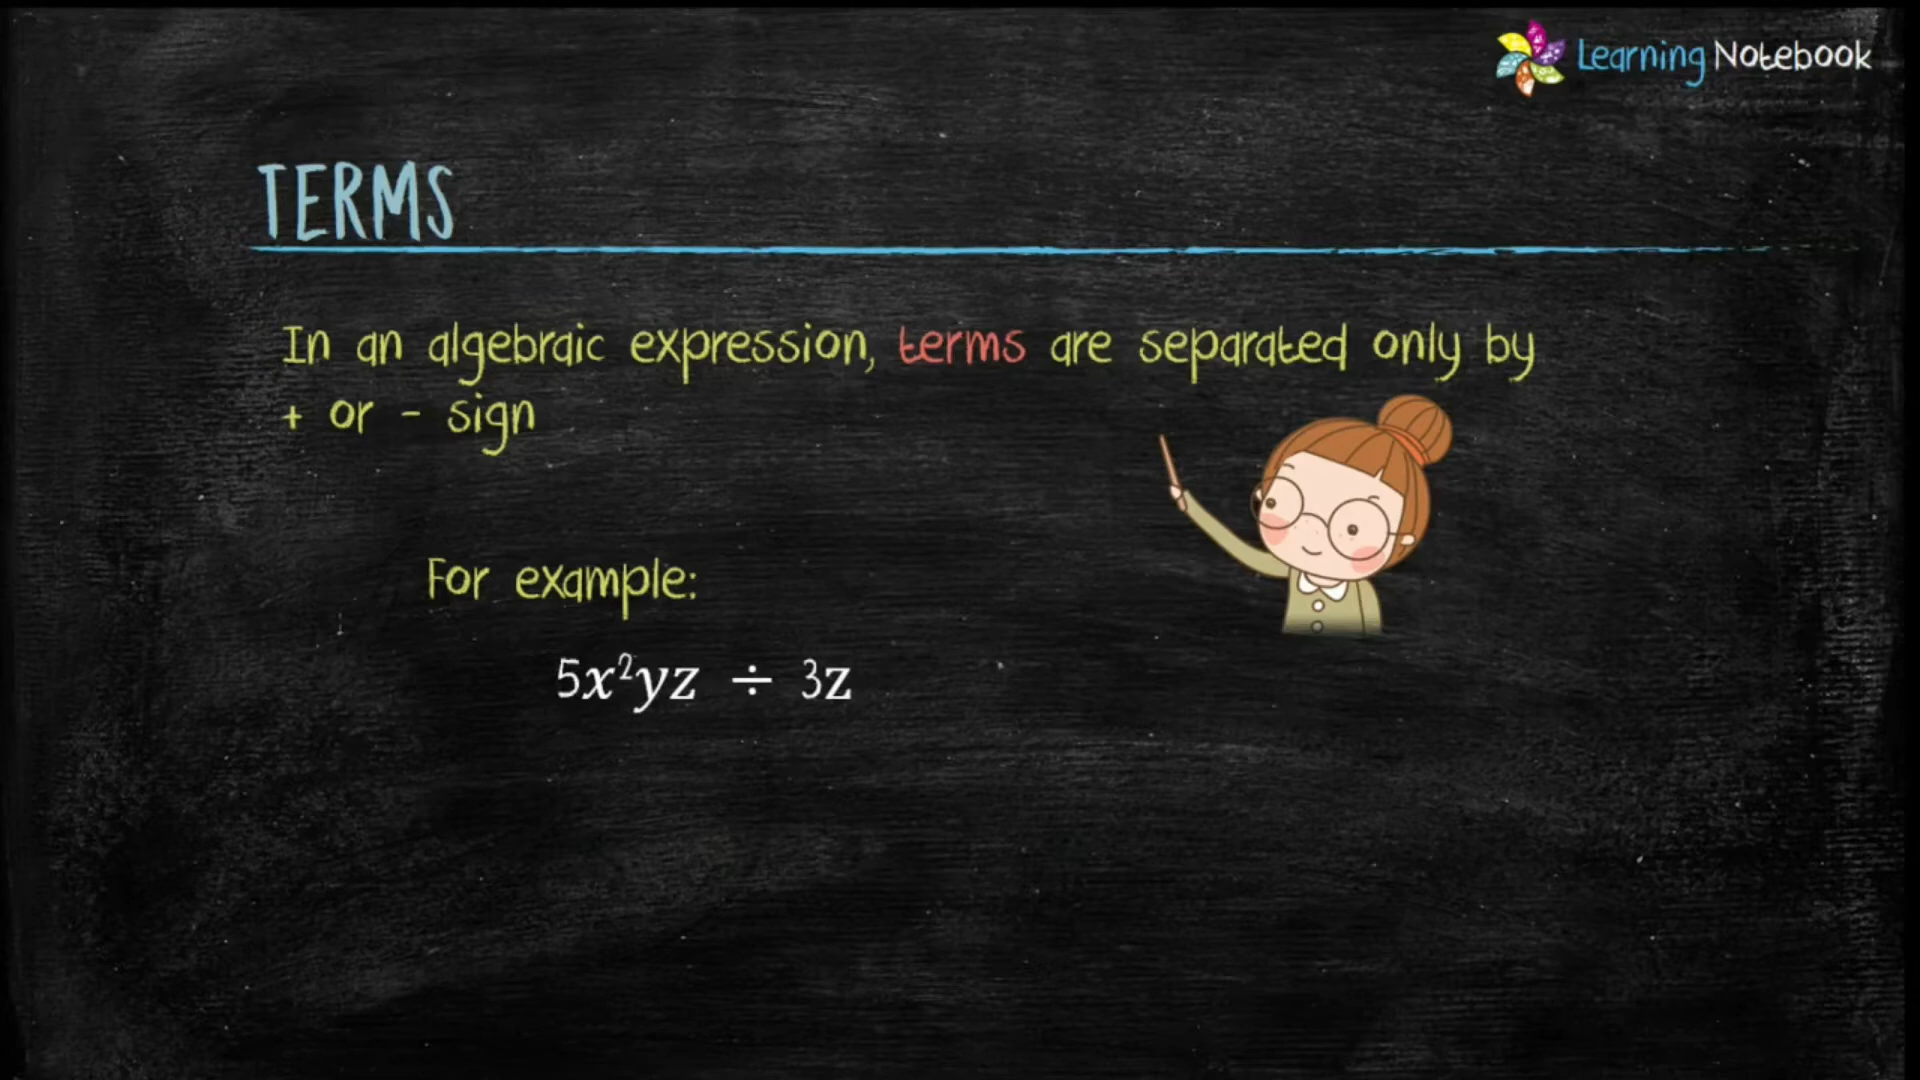 Learning Notebook
TERMS
In an algebraic expression, terms are separated only by
+ or - sign
For example:
5x²yz ÷ 3z